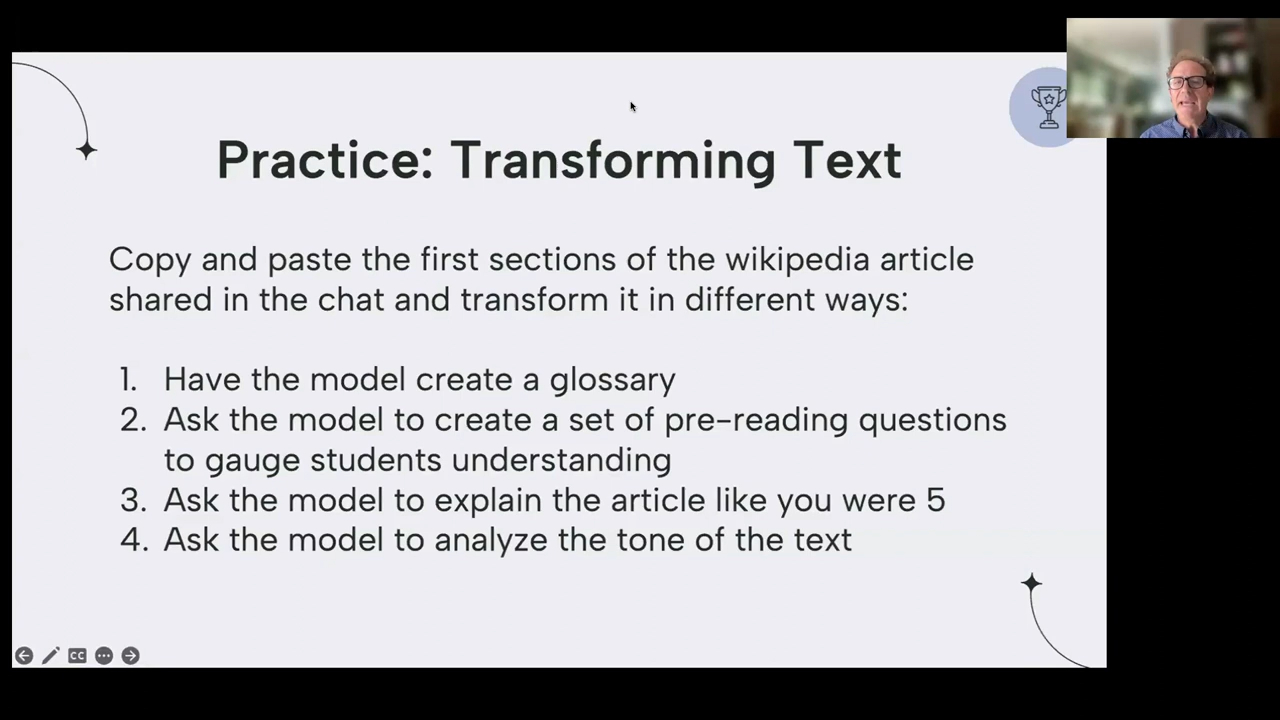 Practice: Transforming Text
Copy and paste the first sections of the wikipedia article
shared in the chat and transform it in different ways:
1. Have the model create a glossary
2. Ask the model to create a set of pre-reading questions
to gauge students understanding
3. Ask the model to explain the article like you were 5
4. Ask the model to analyze the tone of the text
CC